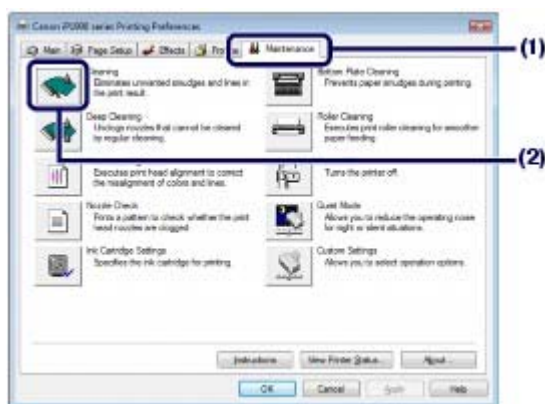 Canon iP1900 series Printing Preferences
Main
Page Setup
Effects
Maintenance
(1)
Cleaning
Eliminates unwanted smudges and lines in
the print result.
Bottom Plate Cleaning
Prevents paper smudges during printing.
Deep Cleaning
Unclogs nozzles that cannot be cleared
by regular cleaning.
Roller Cleaning
Executes print roller cleaning for smoother
paper feeding.
(2)
Executes print head alignment to correct
the misalignment of colors and lines.
Turns the printer off.
Nozzle Check
Prints a pattern to check whether the print
head nozzles are clogged.
Quiet Mode
Allows you to reduce the operating noise
for night or silent situations.
Ink Cartridge Settings
Specifies the ink cartridge for printing.
Custom Settings
Allows you to select operation options.
Instructions
View Printer Status...
About...
OK
Cancel
Apply
Help